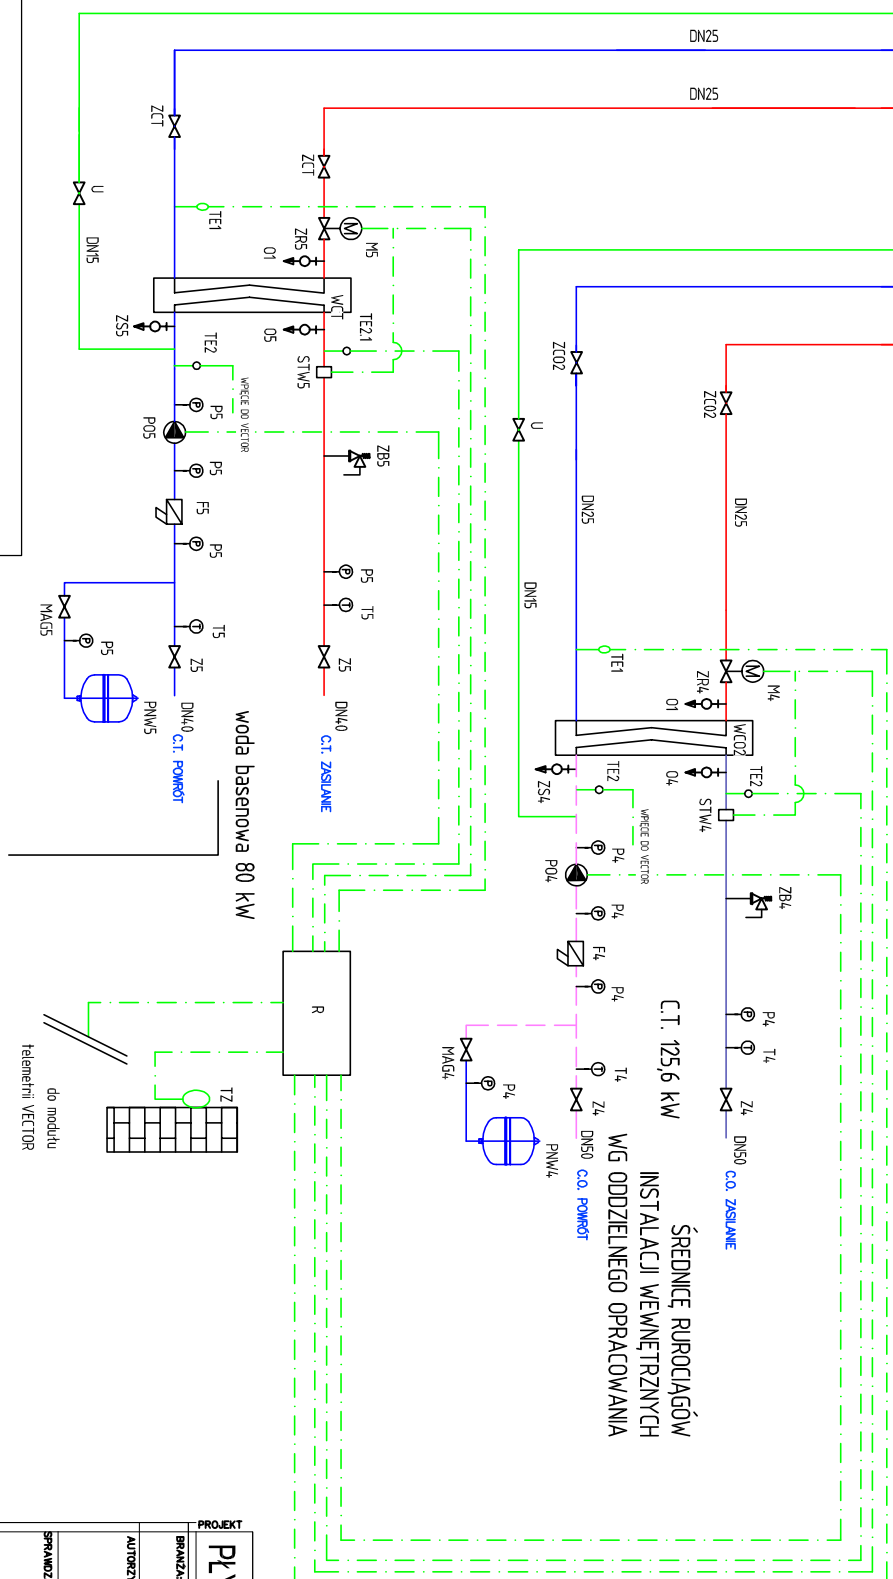 DN25
DN25
ZCT
ZCT
U
TE1
M5
ZR5
O1
DN15
WCT
ZS5
O5
TE2.1
TE2
STW5
WPIĘCIE DO VECTOR
P5
PO5
ZB5
P5
F5
P5
P5
T5
MAG5
P5
T5
Z5
Z5
PNW5
DN40
C.T. POWRÓT
DN40
C.T. ZASILANIE
woda basenowa 80 kW
ZCO2
ZCO2
U
DN25
DN25
DN15
TE1
M4
ZR4
O1
WCO2
ZS4
O4
TE2
TE2
STW4
WPIĘCIE DO VECTOR
P4
PO4
ZB4
P4
F4
P4
P4
T4
MAG4
P4
T4
Z4
Z4
PNW4
DN50
C.O. POWRÓT
DN50
C.O. ZASILANIE
C.T. 125,6 kW
ŚREDNICE RUROCIĄGÓW
INSTALACJI WEWNĘTRZNYCH
WG ODDZIELNEGO OPRACOWANIA
R
TZ
do modułu
telemetrii VECTOR
M
P
P
P
P
T
P
T
M
P
P
P
P
T
P
T
PROJEKT
PŁY
BRANŻA:
AUTORZY
SPRAWDZ